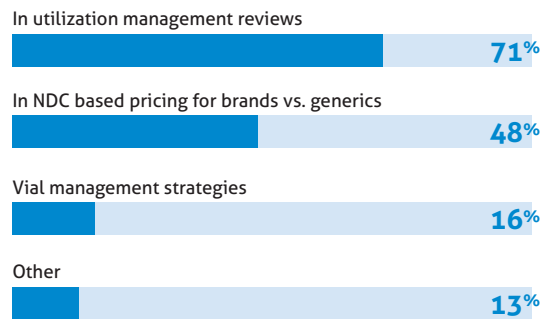 In utilization management reviews
71%
In NDC based pricing for brands vs. generics
48%
Vial management strategies
16%
Other
13%